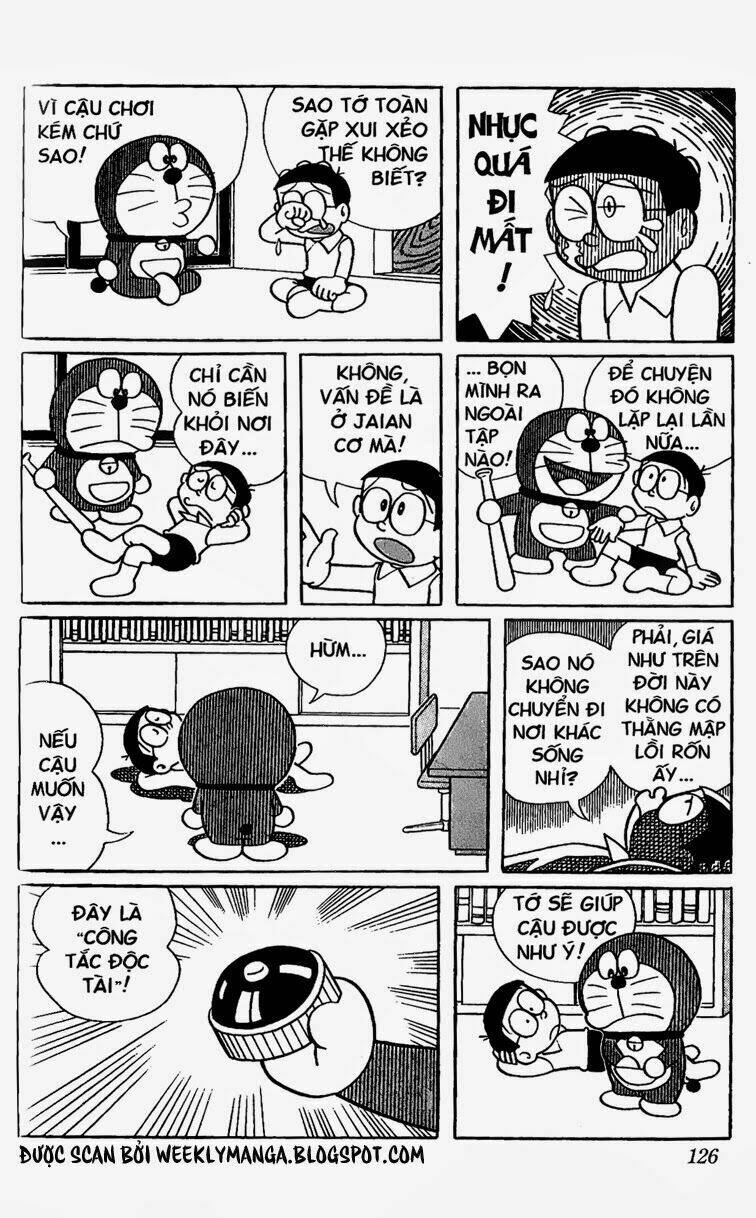 NHỤC
QUÁ
ĐI
MẤT
!
SAO TỚ TOÀN
GẶP XUI XẺO
THẾ KHÔNG
BIẾT?
VÌ CẬU CHƠI
KÉM CHỨ
SAO!
ĐỂ CHUYỆN
ĐÓ KHÔNG
LẶP LẠI LẦN
NỮA...
... BỌN
MÌNH RA
NGOÀI
TẬP
NÀO!
KHÔNG,
VẤN ĐỀ LÀ
Ở JAIAN
CƠ MÀ!
CHỈ CẦN
NÓ BIẾN
KHỎI NƠI
ĐÂY...
PHẢI, GIÁ
NHƯ TRÊN
ĐỜI NÀY
KHÔNG CÓ
THẰNG MẬP
LỒI RỐN
ẤY...
SAO NÓ
KHÔNG
CHUYỂN ĐI
NƠI KHÁC
SỐNG
NHỈ?
HỪM...
NẾU
CẬU
MUỐN
VẬY
...
TỚ SẼ GIÚP
CẬU ĐƯỢC
NHƯ Ý!
ĐÂY LÀ
"CÔNG
TẮC ĐỘC
TÀI"!
ĐƯỢC SCAN BỞI WEEKLYMANGA.BLOGSPOT.COM
126